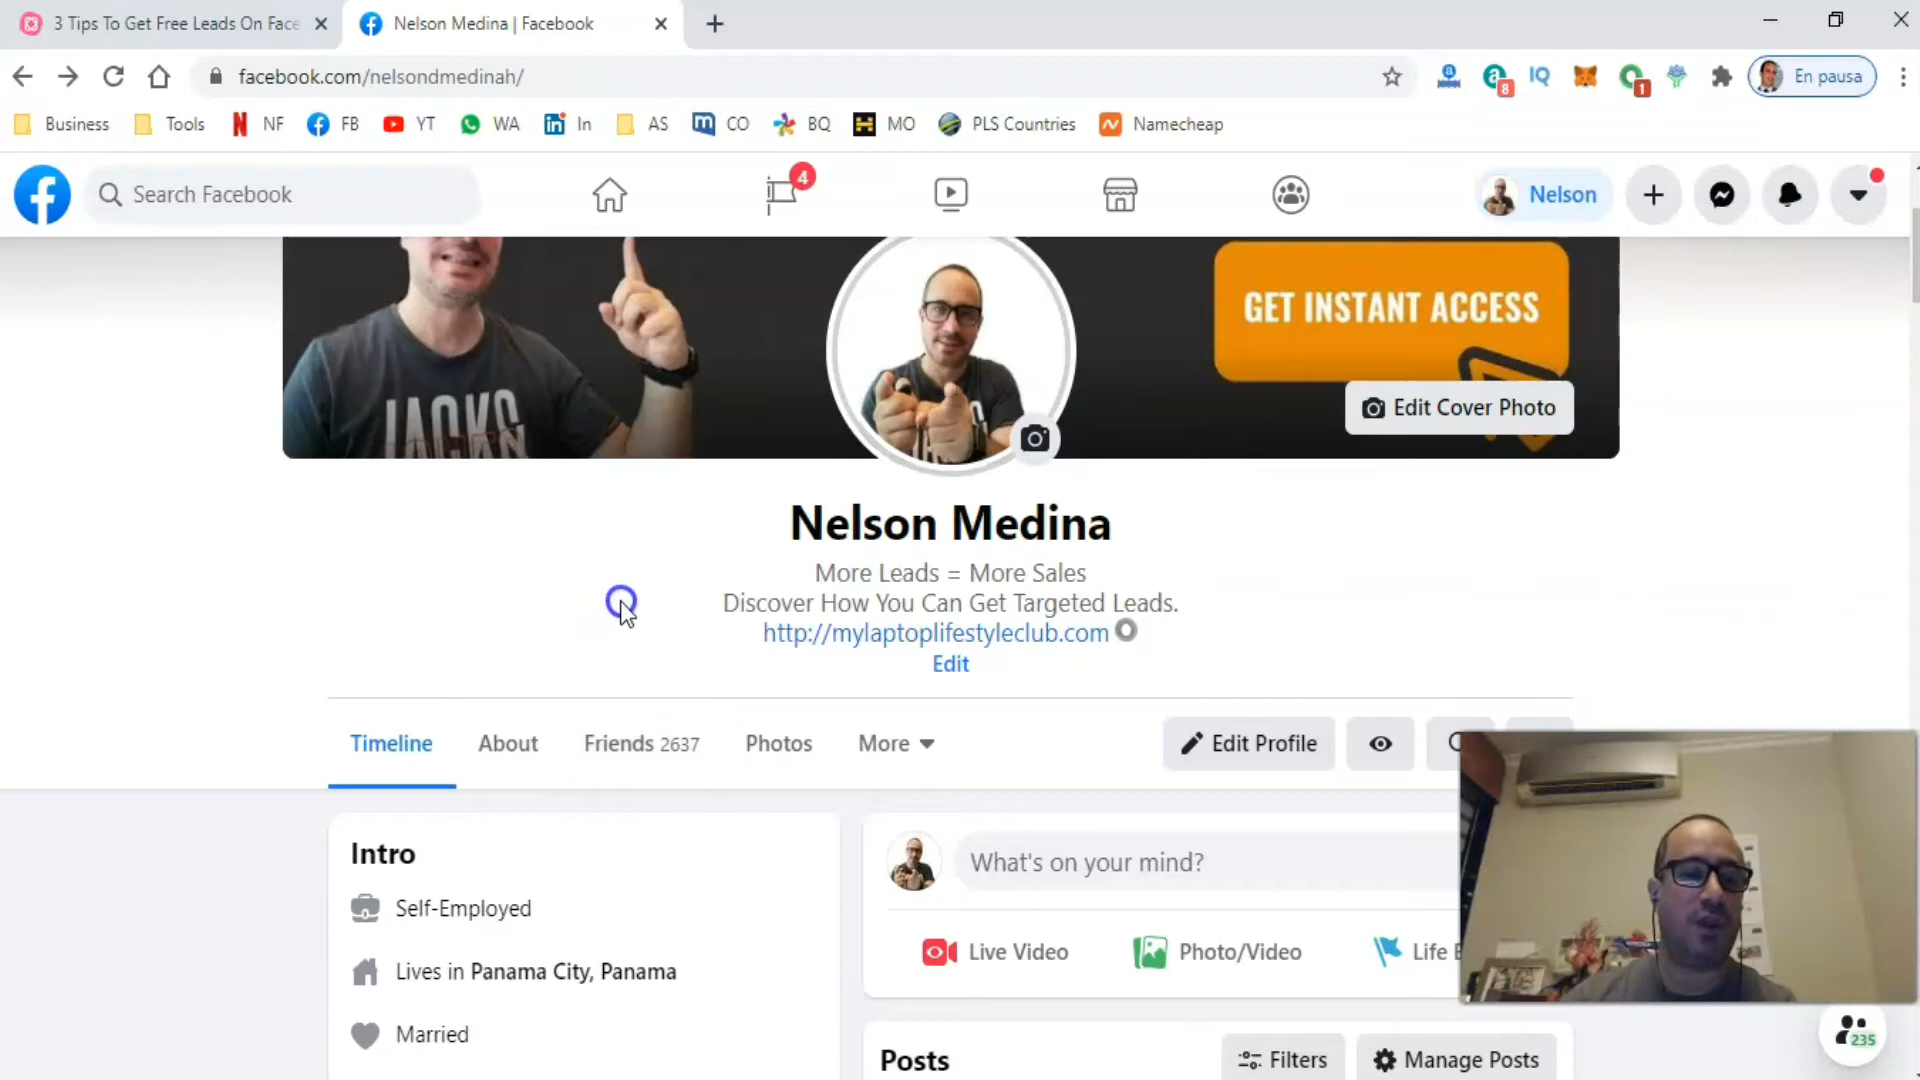 3 Tips To Get Free Leads On Face
Nelson Medina | Facebook
facebook.com/nelsondmedinah/
8
IQ
1
En pausa
Business
Tools
NF
FB
YT
WA
In
AS
CO
BQ
MO
PLS Countries
Namecheap
Search Facebook
4
Nelson
GET INSTANT ACCESS
JACKS
Edit Cover Photo
Nelson Medina
More Leads = More Sales
Discover How You Can Get Targeted Leads.
http://mylaptoplifestyleclub.com
Edit
Timeline
About
Friends 2637
Photos
More
Edit Profile
Intro
What's on your mind?
Self-Employed
Live Video
Photo/Video
Life E
Lives in Panama City, Panama
Married
235
Posts
Filters
Manage Posts